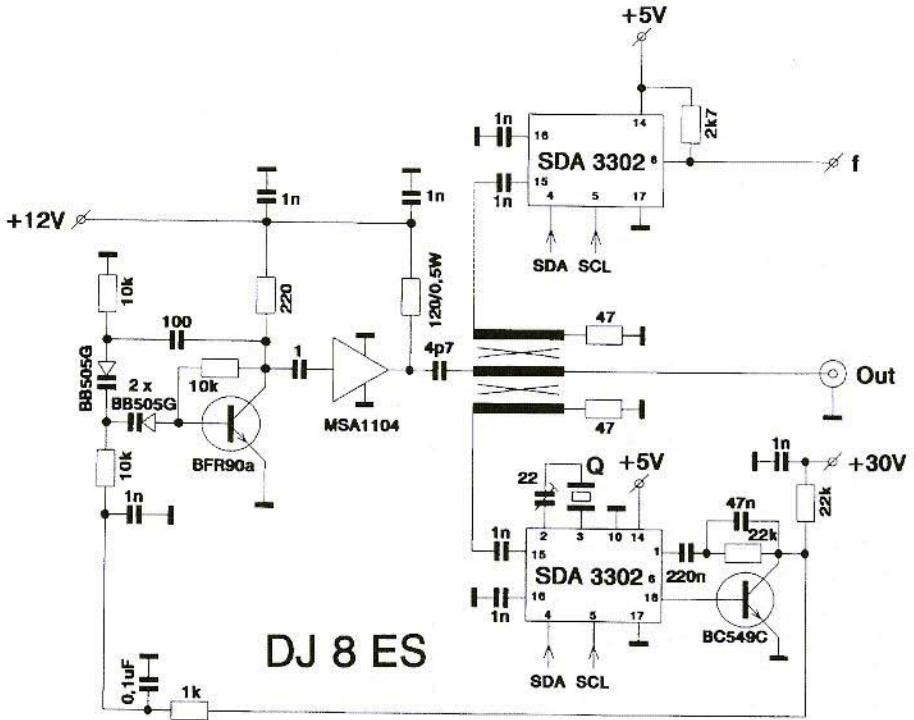 +5V
1n
16
14
SDA 3302
8
2k7
f
15
1n
4
5
17
SDA SCL
1n
1n
+12V
10k
220
120/0,5W
100
BB505G
2 x
BB505G
10k
1
4p7
47
Out
MSA1104
47
BFR90a
10k
1n
22
Q
+5V
1n
+30V
2
3
10
14
47n
22k
22k
1n
15
1
SDA 3302
6
220n
16
18
1n
4
5
17
BC549C
SDA SCL
DJ 8 ES
0,1uF
1k